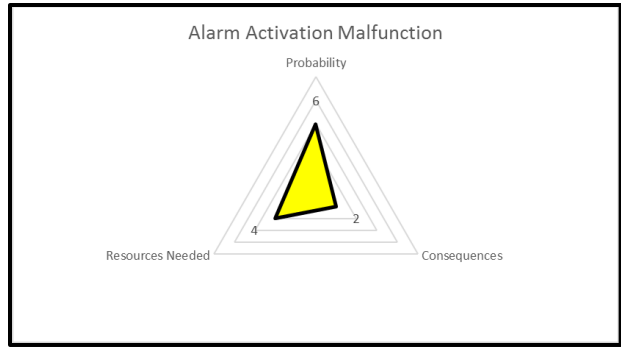 Alarm Activation Malfunction
Probability
6
2
4
Resources Needed
Consequences